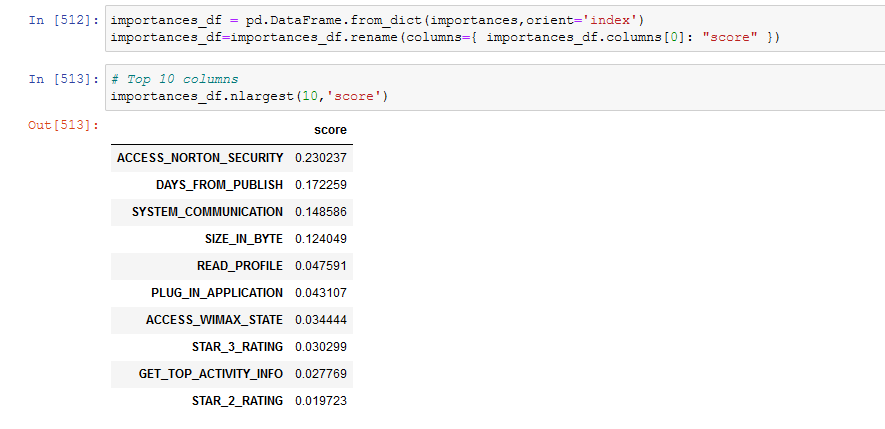 In [512]: importances_df = pd.DataFrame.from_dict(importances,orient='index')
importances_df=importances_df.rename(columns={ importances_df.columns[0]: "score" })
In [513]: # Top 10 columns
importances_df.nlargest(10,'score')
Out[513]:
score
ACCESS_NORTON_SECURITY 0.230237
DAYS_FROM_PUBLISH 0.172259
SYSTEM_COMMUNICATION 0.148586
SIZE_IN_BYTE 0.124049
READ_PROFILE 0.047591
PLUG_IN_APPLICATION 0.043107
ACCESS_WIMAX_STATE 0.034444
STAR_3_RATING 0.030299
GET_TOP_ACTIVITY_INFO 0.027769
STAR_2_RATING 0.019723